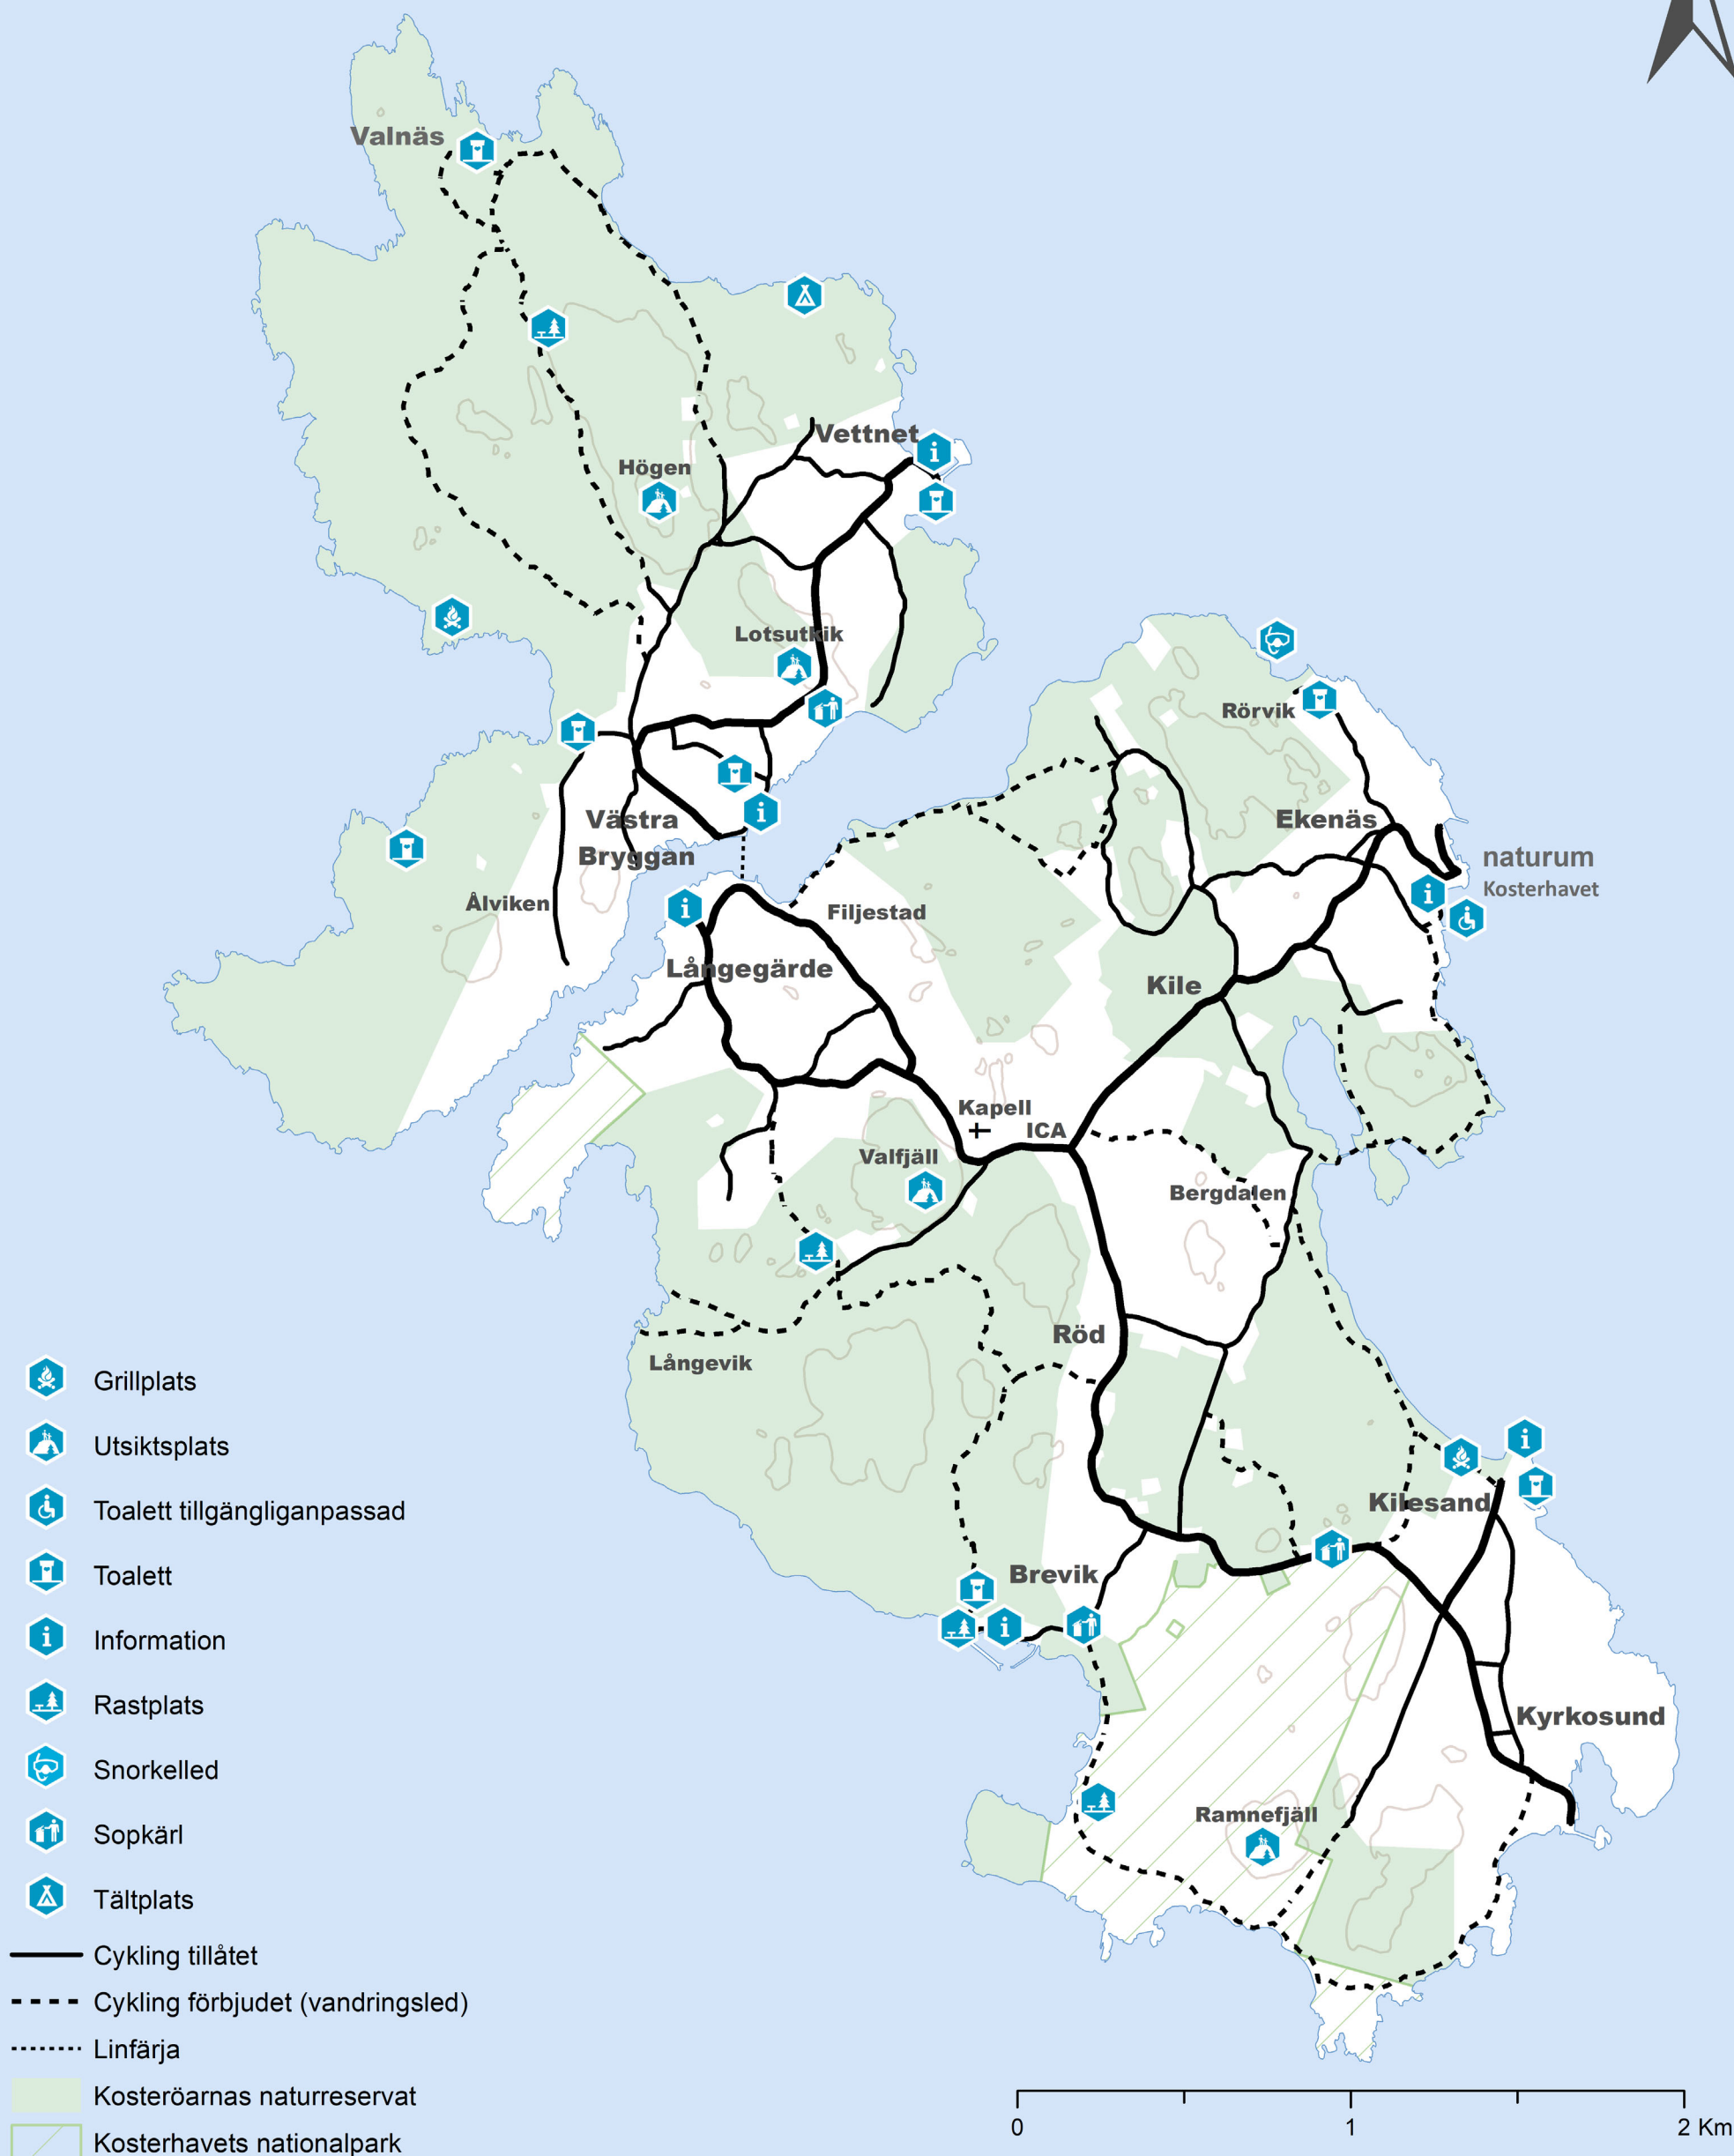 Valnäs
Vettnet
Högen
Lotsutkik
Rörvik
Västra
Bryggan
Ekenäs
naturum
Kosterhavet
Ålviken
Filjestad
Långegärde
Kile
Kapell
ICA
Valfjäll
Bergdalen
Röd
Långevik
Kilesand
Brevik
Kyrkosund
Ramnefjäll
Grillplats
Utsiktsplats
Toalett tillgängliganpassad
Toalett
Information
Rastplats
Snorkelled
Sopkärl
Tältplats
Cykling tillåtet
Cykling förbjudet (vandringsled)
Linfärja
Kosteröarnas naturreservat
Kosterhavets nationalpark
0 1 2 Km